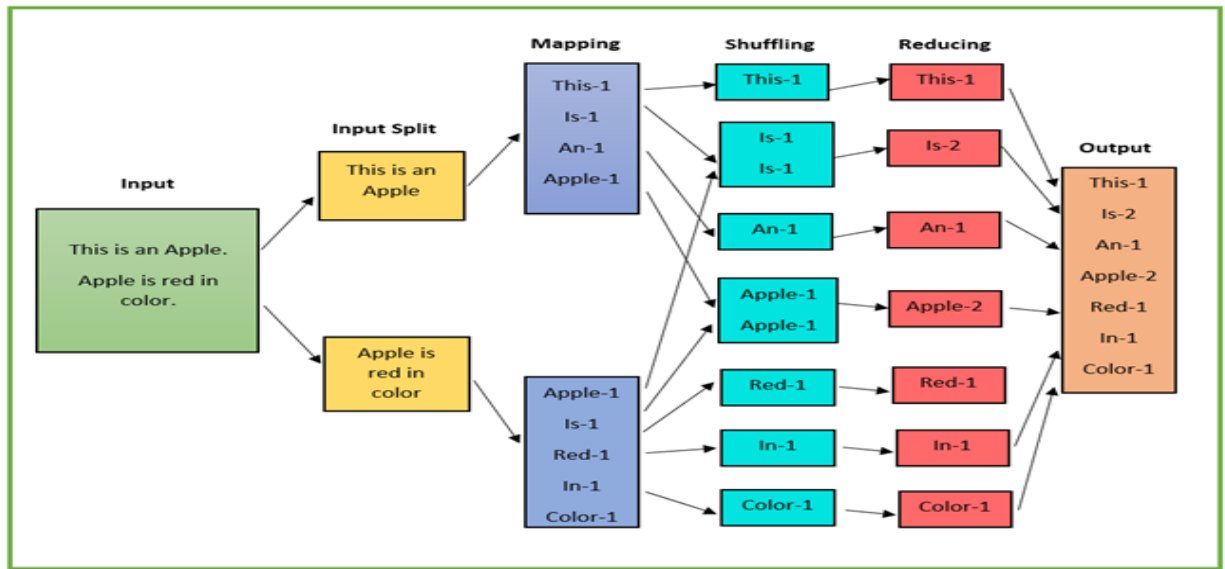 Input
This is an Apple.
Apple is red in
color.
Input Split
This is an
Apple
Apple is
red in
color
Mapping
This-1
Is-1
An-1
Apple-1
Apple-1
Is-1
Red-1
In-1
Color-1
Shuffling
This-1
Is-1
Is-1
An-1
Apple-1
Apple-1
Red-1
In-1
Color-1
Reducing
This-1
Is-2
An-1
Apple-2
Red-1
In-1
Color-1
Output
This-1
Is-2
An-1
Apple-2
Red-1
In-1
Color-1